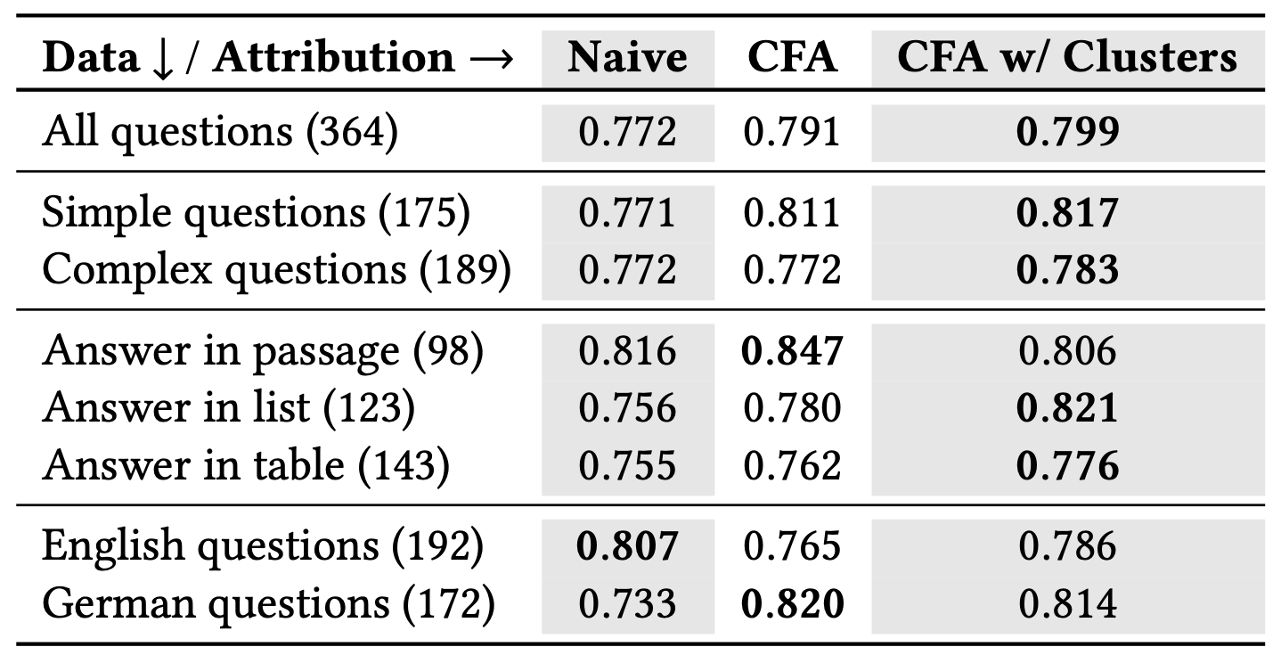 Data ↓ / Attribution → Naive CFA CFA w/ Clusters
All questions (364) 0.772 0.791 0.799
Simple questions (175) 0.771 0.811 0.817
Complex questions (189) 0.772 0.772 0.783
Answer in passage (98) 0.816 0.847 0.806
Answer in list (123) 0.756 0.780 0.821
Answer in table (143) 0.755 0.762 0.776
English questions (192) 0.807 0.765 0.786
German questions (172) 0.733 0.820 0.814